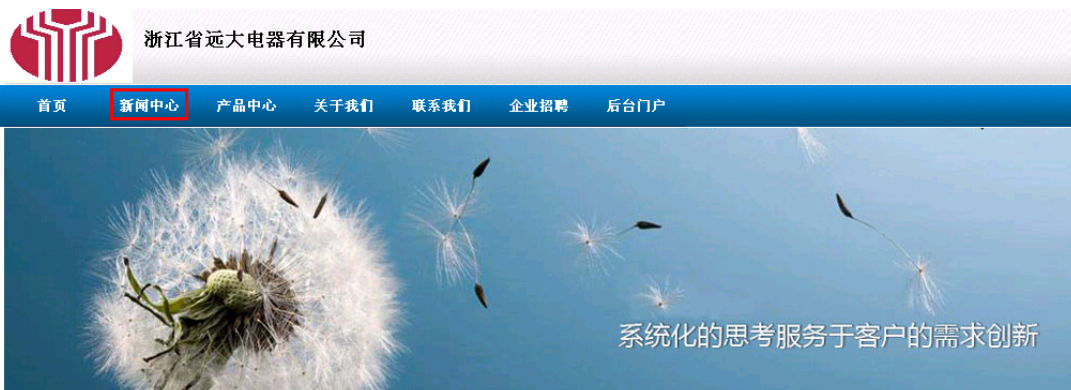 浙江省远大电器有限公司
首页 新闻中心 产品中心 关于我们 联系我们 企业招聘 后台门户
系统化的思考服务于客户的需求创新